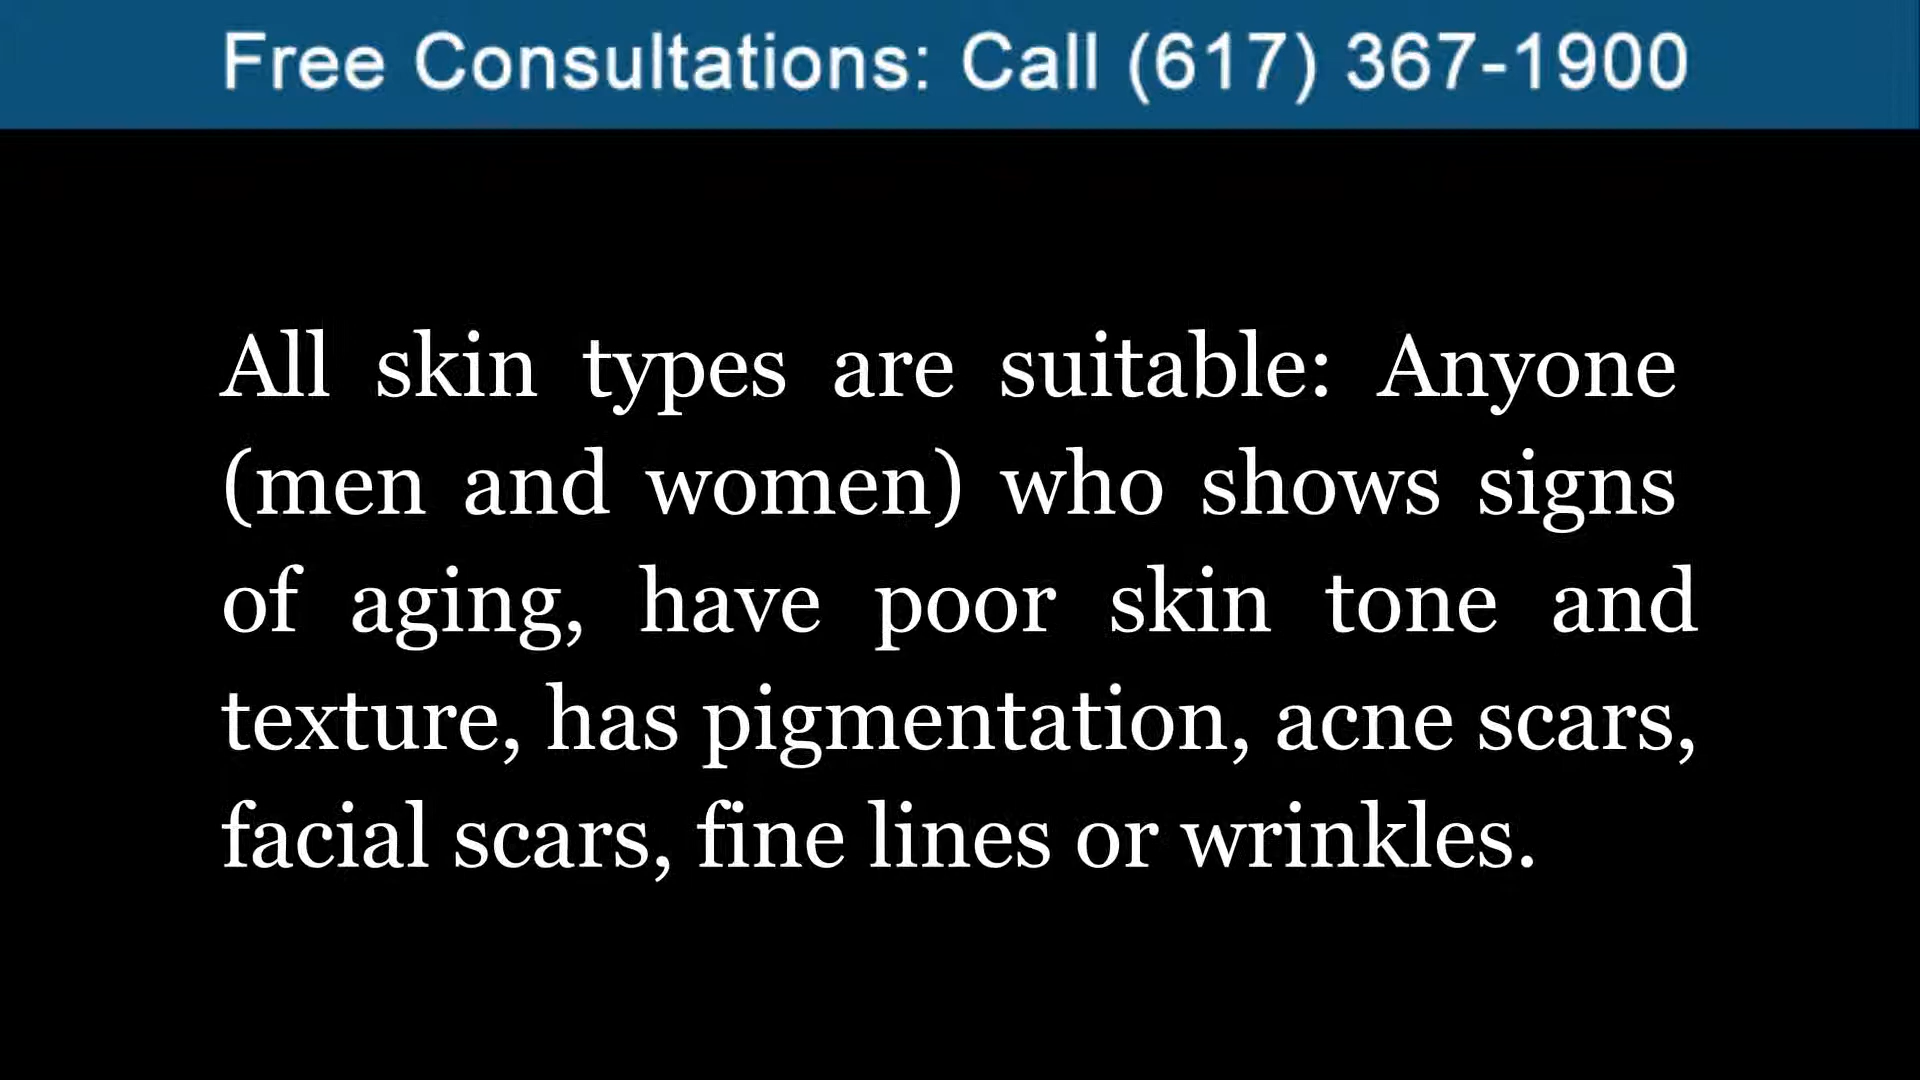 Free Consultations: Call (617) 367-1900
All skin types are suitable: Anyone
(men and women) who shows signs
of aging, have poor skin tone and
texture, has pigmentation, acne scars,
facial scars, fine lines or wrinkles.